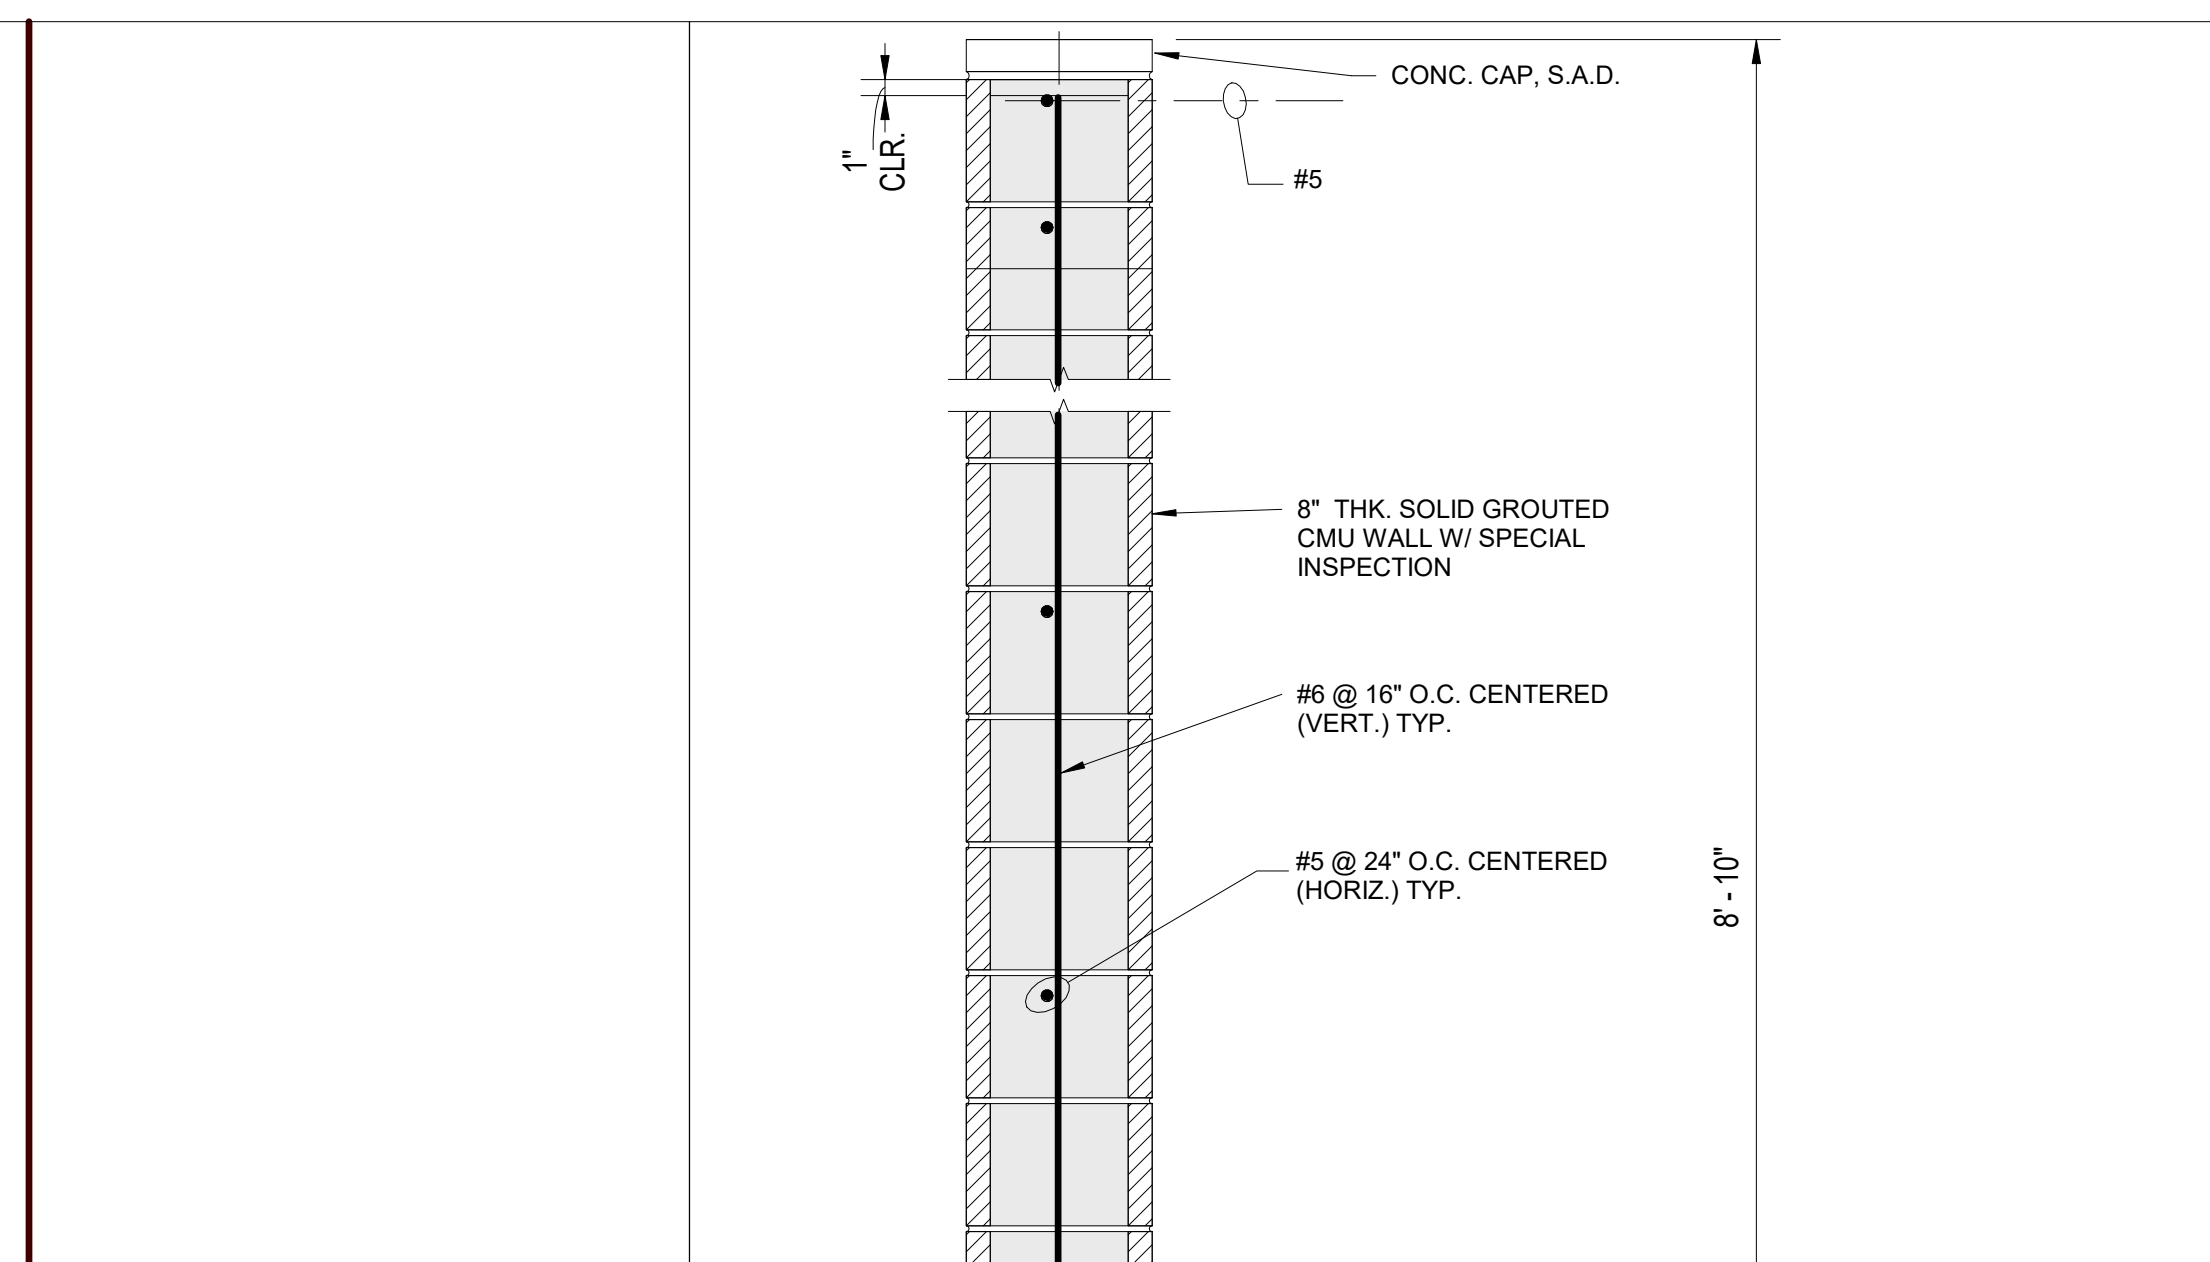 CONC. CAP, S.A.D.
1"
CLR.
#5
8"  THK. SOLID GROUTED
CMU WALL W/ SPECIAL
INSPECTION
#6 @ 16" O.C. CENTERED
(VERT.) TYP.
#5 @ 24" O.C. CENTERED
(HORIZ.) TYP.
8' - 10"